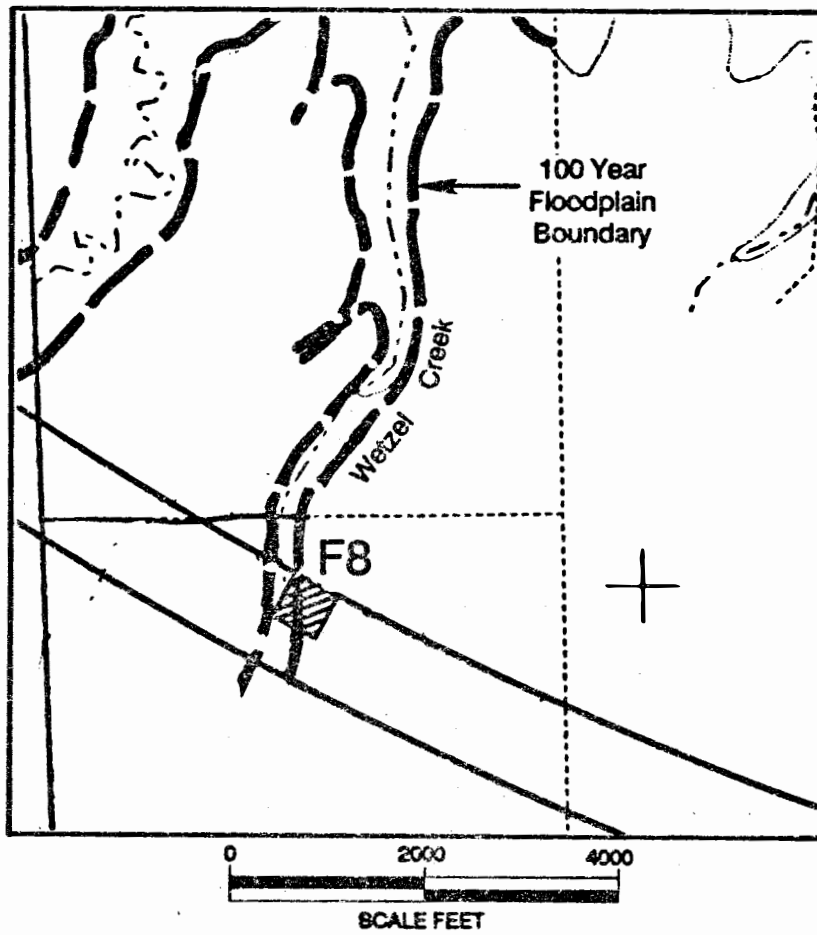 100 Year
Floodplain
Boundary
Wetzel Creek
F8
0 2000 4000
SCALE FEET